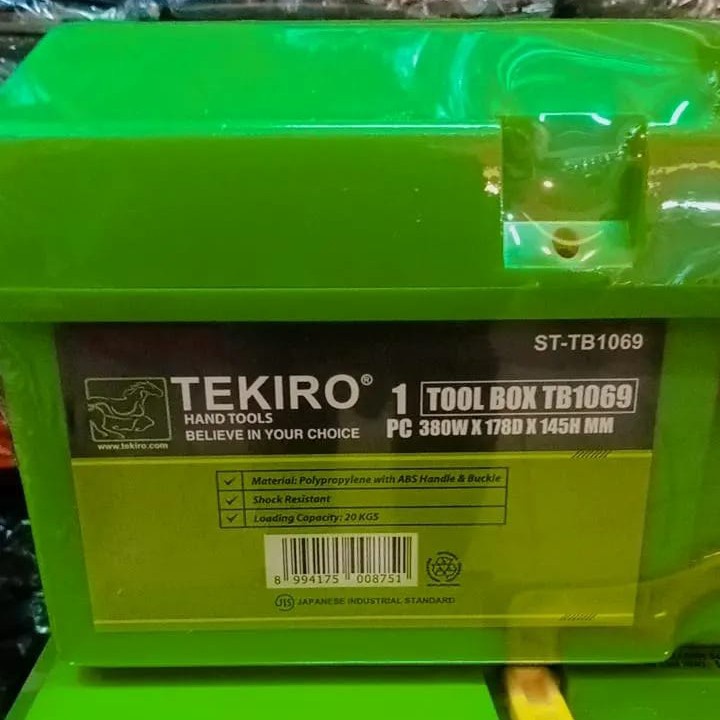 ST-TB1069
TEKIRO®
HAND TOOLS
BELIEVE IN YOUR CHOICE
www.tekiro.com
1 PC
TOOL BOX TB1069
380W X 178D X 145H MM
Material: Polypropylene with ABS Handle & Buckle
Shock Resistant
Loading Capacity: 20 KGS
8 994175 008751
JIS JAPANESE INDUSTRIAL STANDARD